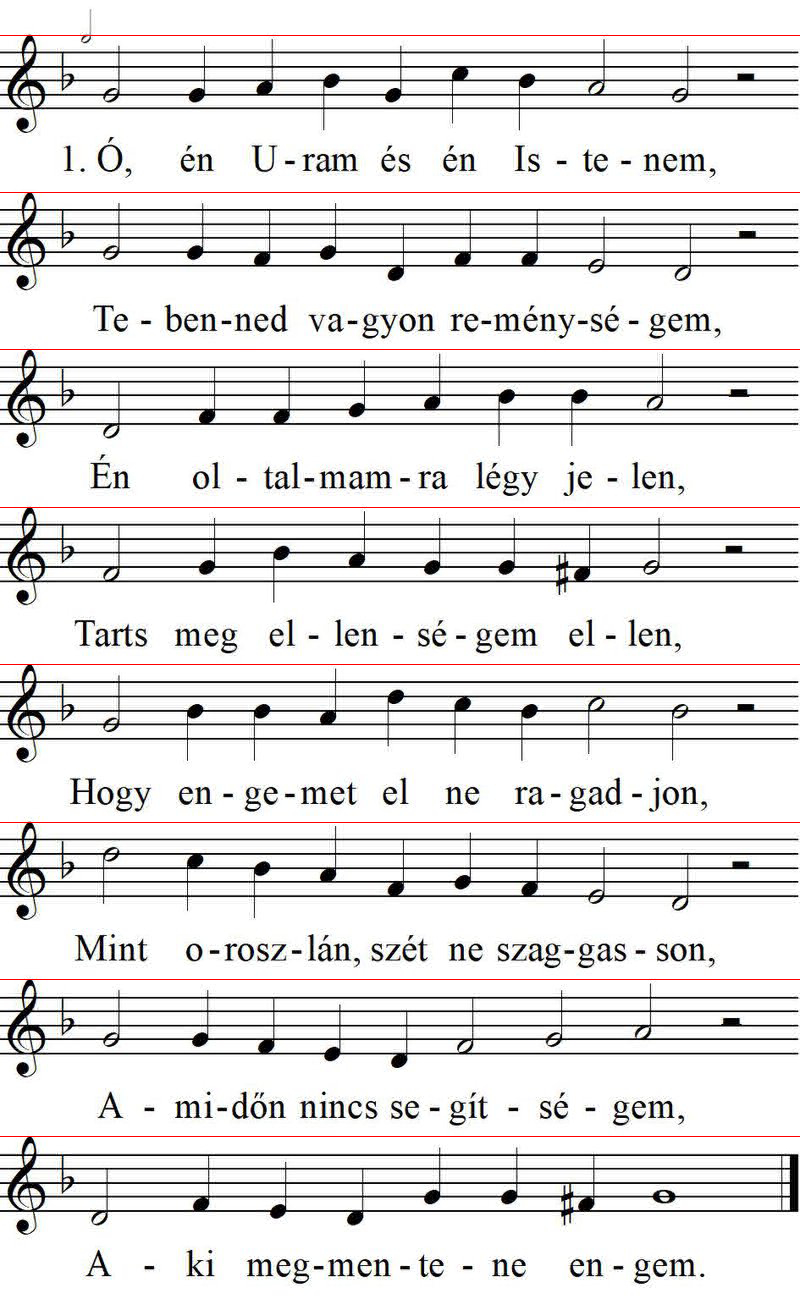 1. Ó, én U - ram és én Is - te - nem,
Te - ben-ned va-gyon re-mény-sé - gem,
Én ol - tal-mam - ra légy je - len,
Tarts meg el - len - sé - gem el - len,
Hogy en - ge-met el ne ra - gad - jon,
Mint o-rosz-lán, szét ne szag-gas - son,
A - mi-dőn nincs se - gít - sé - gem,
A - ki meg-men - te - ne en - gem.